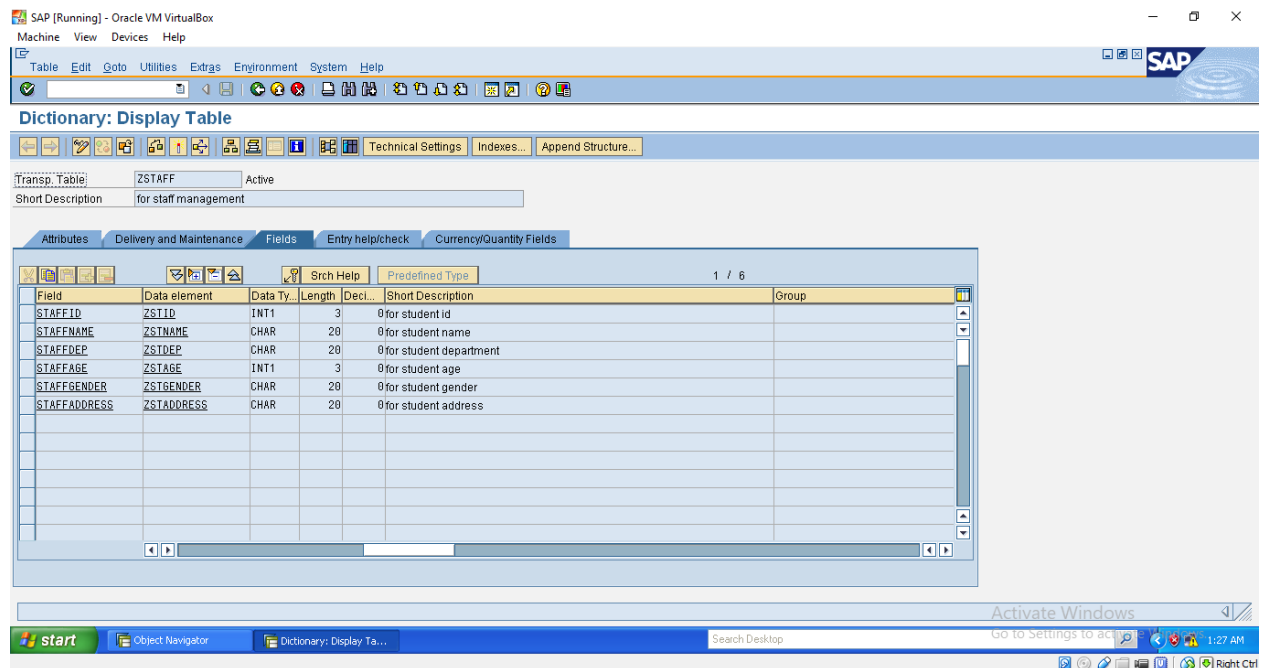 SAP [Running] - Oracle VM VirtualBox
Machine View Devices Help
Table Edit Goto Utilities Extras Environment System Help
SAP
Dictionary: Display Table
Technical Settings Indexes... Append Structure...
Transp. Table ZSTAFF Active
Short Description for staff management
Attributes Delivery and Maintenance Fields Entry help/check Currency/Quantity Fields
Srch Help Predefined Type 1 / 6
Field Data element Data Ty... Length Deci... Short Description Group
STAFFID ZSTID INT1 3 0 for student id
STAFFNAME ZSTNAME CHAR 20 0 for student name
STAFFDEP ZSTDEP CHAR 20 0 for student department
STAFFAGE ZSTAGE INT1 3 0 for student age
STAFFGENDER ZSTGENDER CHAR 20 0 for student gender
STAFFADDRESS ZSTADDRESS CHAR 20 0 for student address
Activate Windows
Go to Settings to activate Windows.
start Object Navigator Dictionary: Display Ta... Search Desktop 1:27 AM
Right Ctrl